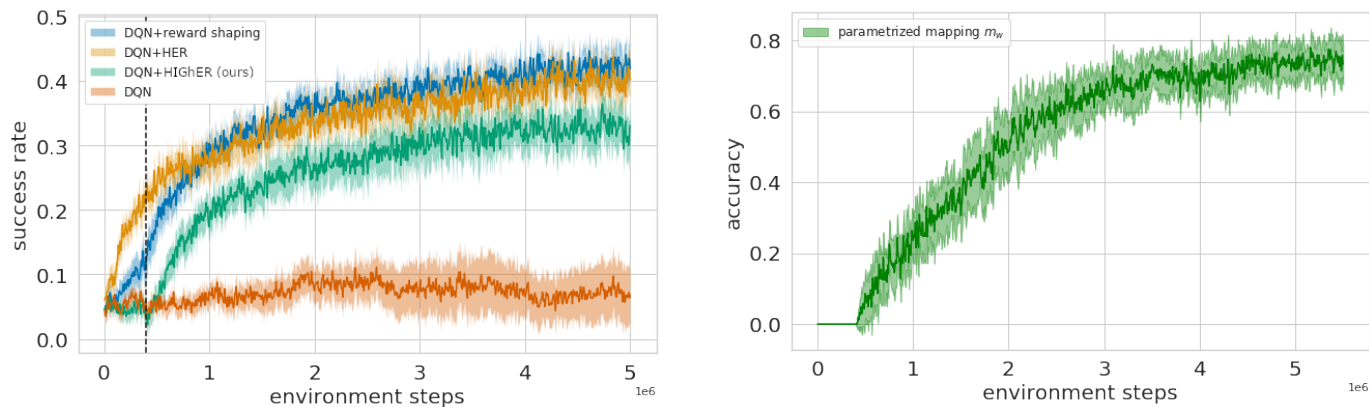 0.5
0.4
0.3
0.2
0.1
0.0
success rate
DQN+reward shaping
DQN+HER
DQN+HIGhER (ours)
DQN
0 1 2 3 4 5
1e6
environment steps
0.8
0.6
0.4
0.2
0.0
accuracy
parametrized mapping m_w
0 1 2 3 4 5
1e6
environment steps